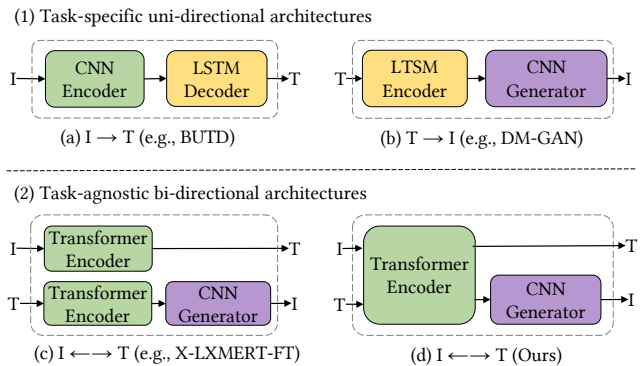 (1) Task-specific uni-directional architectures
I CNN Encoder LSTM Decoder T
T LTSM Encoder CNN Generator I
(a) I → T (e.g., BUTD)
(b) T → I (e.g., DM-GAN)
(2) Task-agnostic bi-directional architectures
I Transformer Encoder T
T Transformer Encoder CNN Generator I
I T Transformer Encoder T
CNN Generator I
(c) I ←→ T (e.g., X-LXMERT-FT)
(d) I ←→ T (Ours)